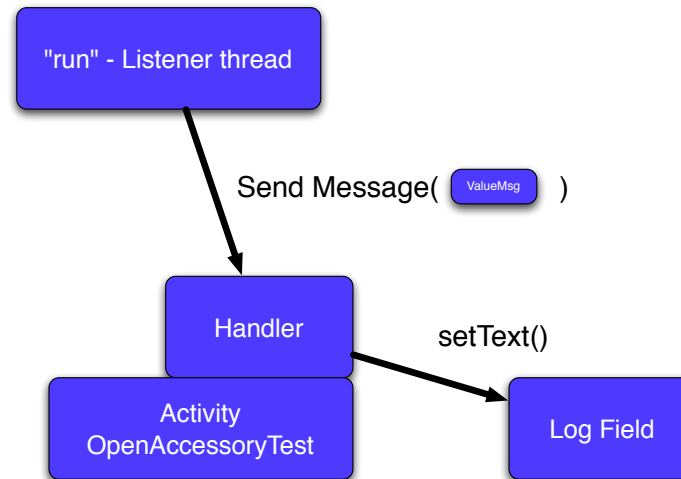 "run" - Listener thread
Send Message( ValueMsg )
Handler
setText()
Activity
OpenAccessoryTest
Log Field